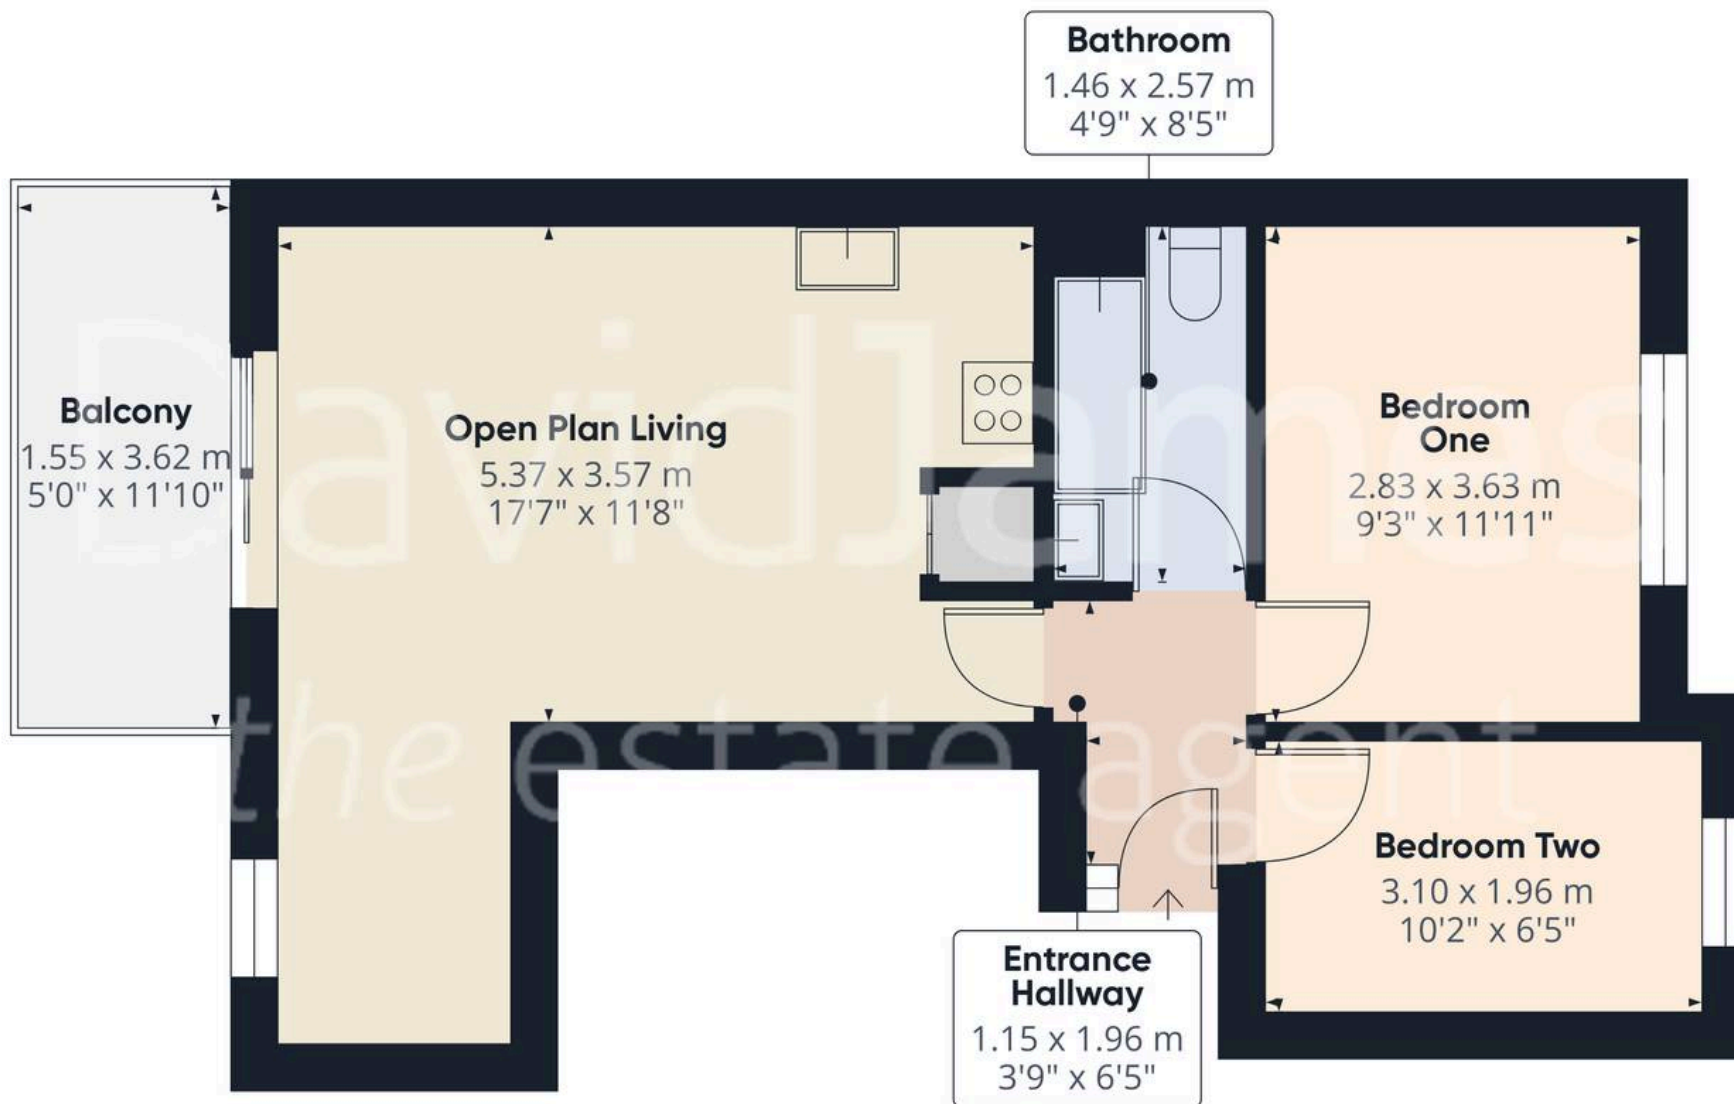 Bathroom
1.46 x 2.57 m
4'9" x 8'5"
Balcony
1.55 x 3.62 m
5'0" x 11'10"
Open Plan Living
5.37 x 3.57 m
17'7" x 11'8"
Bedroom
One
2.83 x 3.63 m
9'3" x 11'11"
Bedroom Two
3.10 x 1.96 m
10'2" x 6'5"
Entrance
Hallway
1.15 x 1.96 m
3'9" x 6'5"
DavidJames
the estate agent